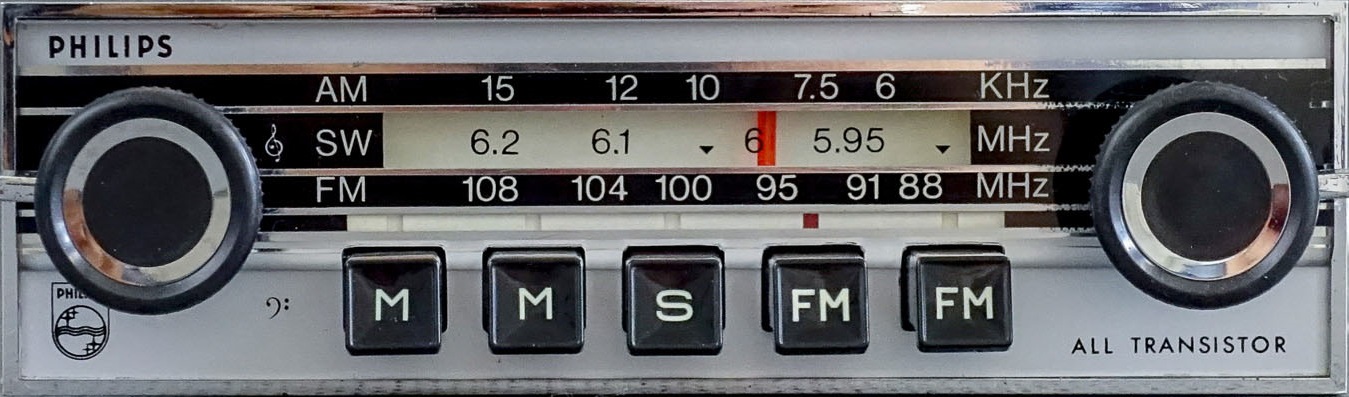 PHILIPS
AM 15 12 10 7.5 6 KHz
SW 6.2 6.1 6 5.95 MHz
FM 108 104 100 95 91 88 MHz
M M S FM FM
ALL TRANSISTOR